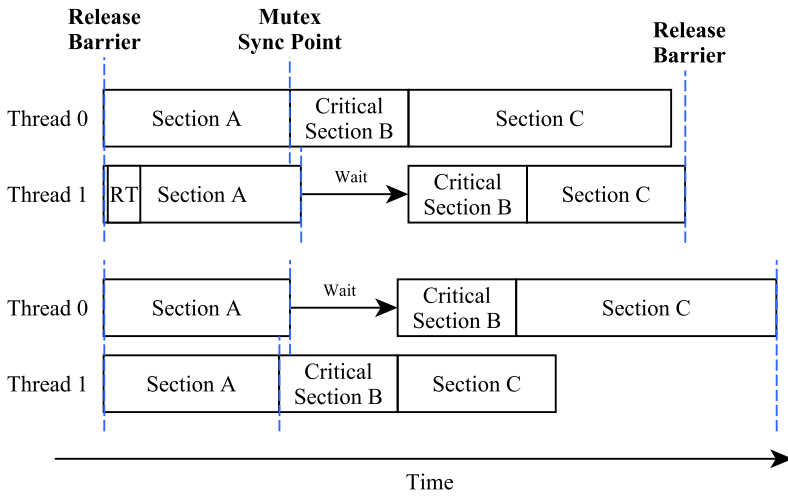 Release
Barrier
Mutex
Sync Point
Release
Barrier
Thread 0
Section A
Critical
Section B
Section C
Thread 1
RT
Section A
Wait
Critical
Section B
Section C
Thread 0
Section A
Wait
Critical
Section B
Section C
Thread 1
Section A
Critical
Section B
Section C
Time